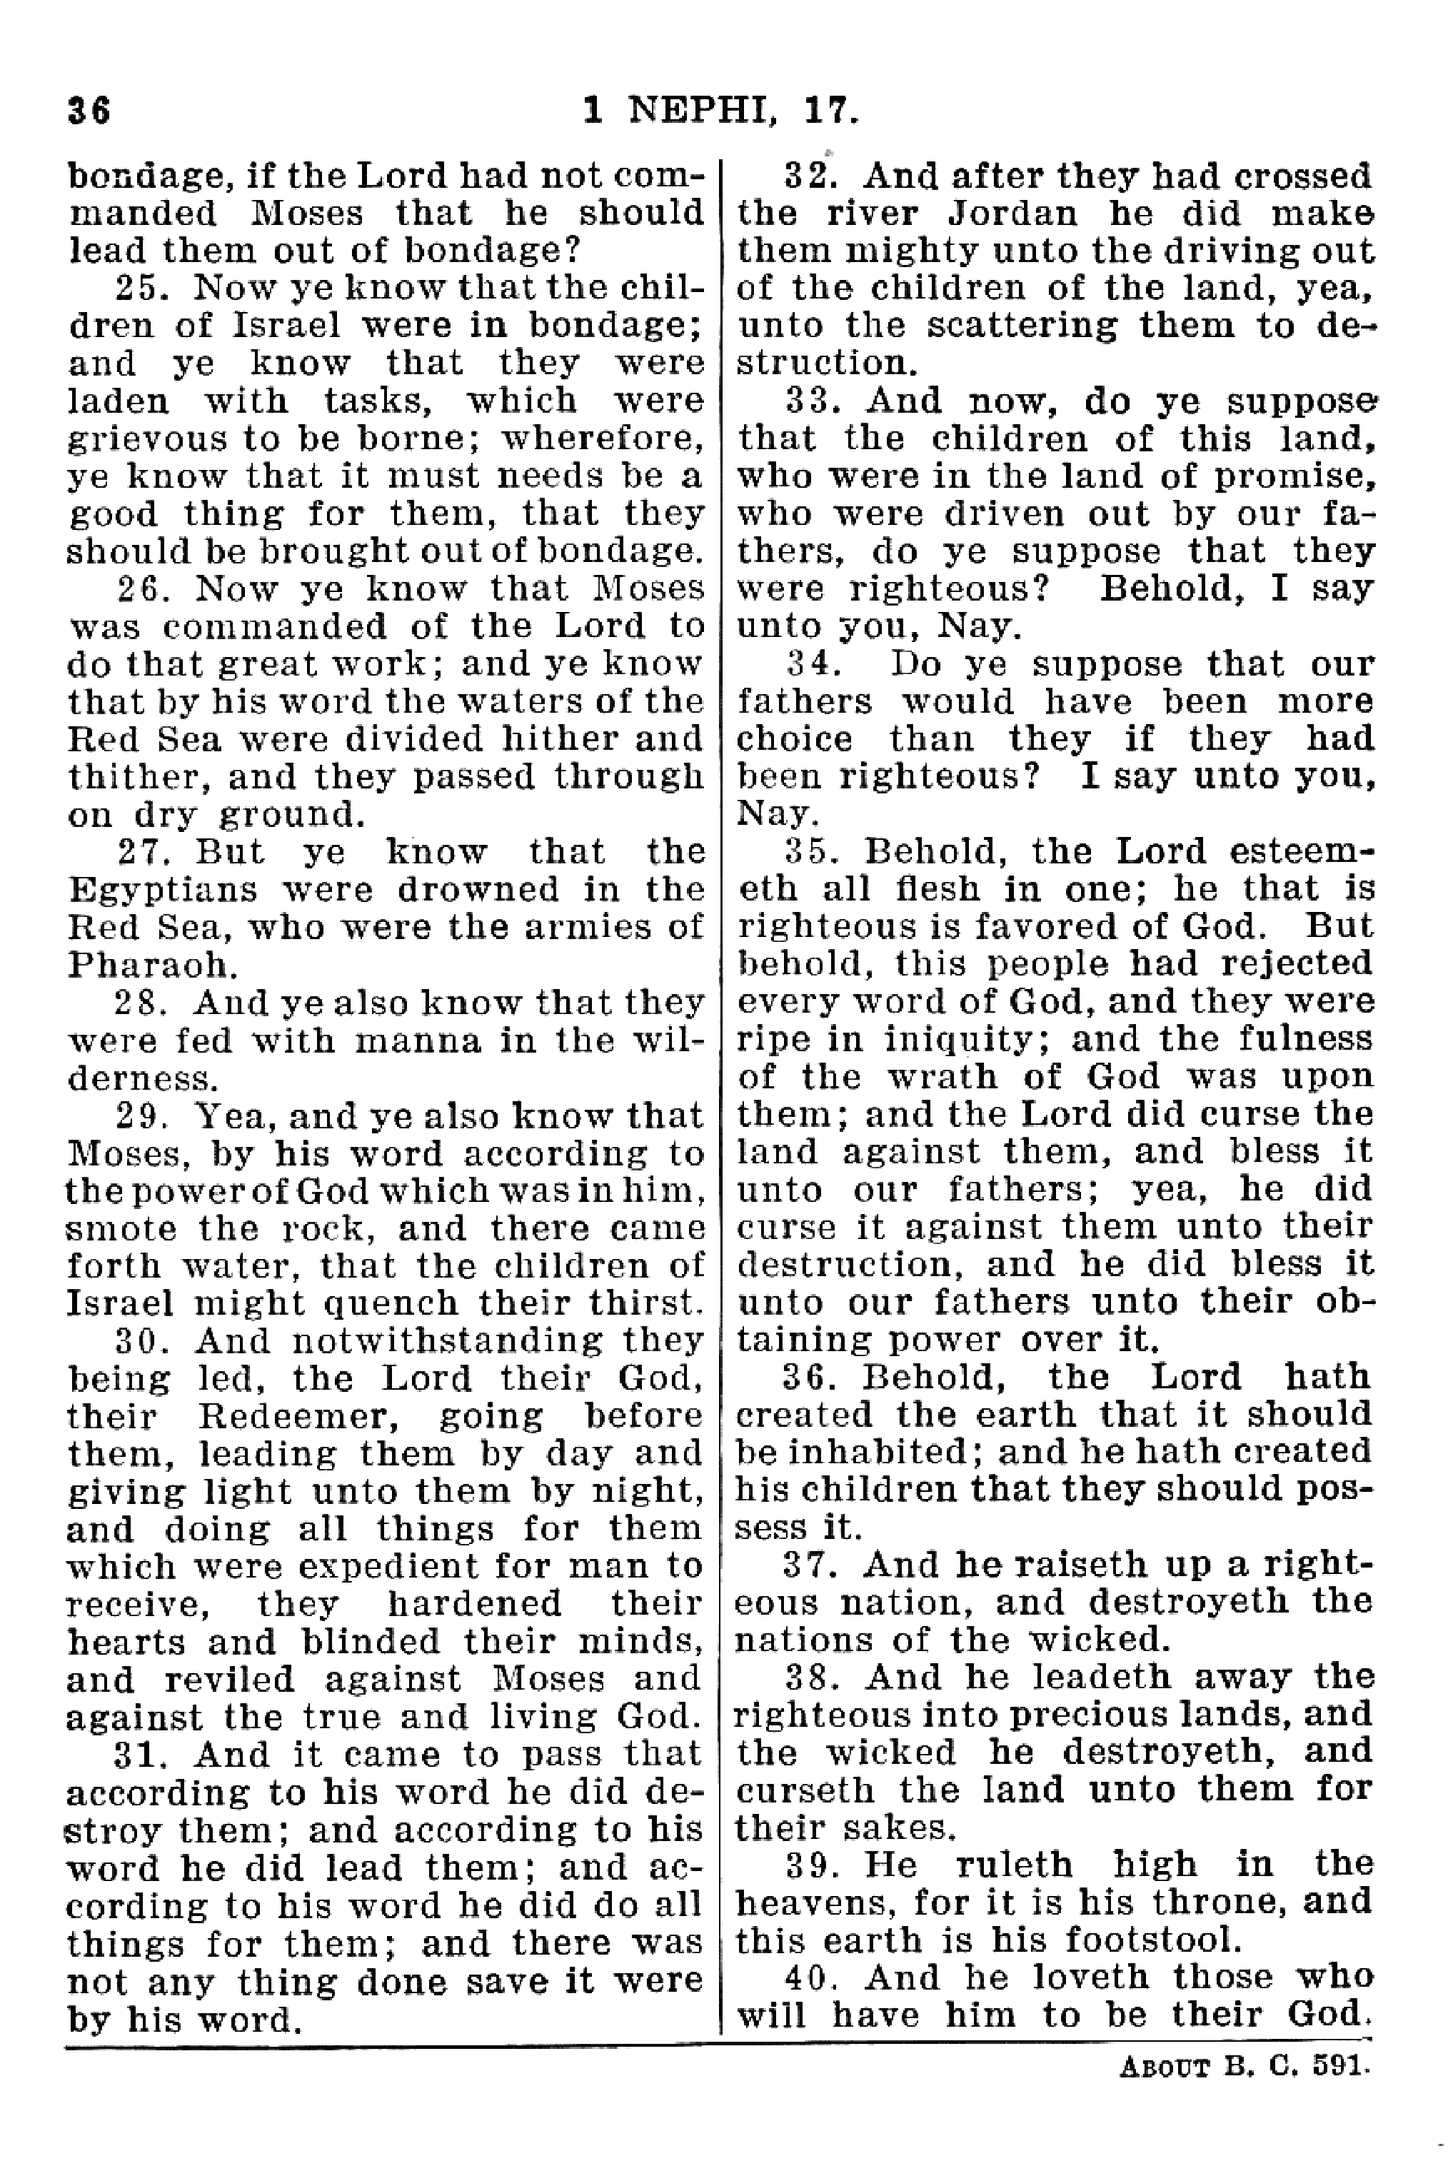 36
1 NEPHI, 17.
bondage, if the Lord had not com-
manded Moses that he should
lead them out of bondage?
25. Now ye know that the chil-
dren of Israel were in bondage;
and ye know that they were
laden with tasks, which were
grievous to be borne; wherefore,
ye know that it must needs be a
good thing for them, that they
should be brought out of bondage.
26. Now ye know that Moses
was commanded of the Lord to
do that great work; and ye know
that by his word the waters of the
Red Sea were divided hither and
thither, and they passed through
on dry ground.
27. But ye know that the
Egyptians were drowned in the
Red Sea, who were the armies of
Pharaoh.
28. And ye also know that they
were fed with manna in the wil-
derness.
29. Yea, and ye also know that
Moses, by his word according to
the power of God which was in him,
smote the rock, and there came
forth water, that the children of
Israel might quench their thirst.
30. And notwithstanding they
being led, the Lord their God,
their Redeemer, going before
them, leading them by day and
giving light unto them by night,
and doing all things for them
which were expedient for man to
receive, they hardened their
hearts and blinded their minds,
and reviled against Moses and
against the true and living God.
31. And it came to pass that
according to his word he did de-
stroy them; and according to his
word he did lead them; and ac-
cording to his word he did do all
things for them; and there was
not any thing done save it were
by his word.
32. And after they had crossed
the river Jordan he did make
them mighty unto the driving out
of the children of the land, yea,
unto the scattering them to de-
struction.
33. And now, do ye suppose
that the children of this land,
who were in the land of promise,
who were driven out by our fa-
thers, do ye suppose that they
were righteous? Behold, I say
unto you, Nay.
34. Do ye suppose that our
fathers would have been more
choice than they if they had
been righteous? I say unto you,
Nay.
35. Behold, the Lord esteem-
eth all flesh in one; he that is
righteous is favored of God. But
behold, this people had rejected
every word of God, and they were
ripe in iniquity; and the fulness
of the wrath of God was upon
them; and the Lord did curse the
land against them, and bless it
unto our fathers; yea, he did
curse it against them unto their
destruction, and he did bless it
unto our fathers unto their ob-
taining power over it.
36. Behold, the Lord hath
created the earth that it should
be inhabited; and he hath created
his children that they should pos-
sess it.
37. And he raiseth up a right-
eous nation, and destroyeth the
nations of the wicked.
38. And he leadeth away the
righteous into precious lands, and
the wicked he destroyeth, and
curseth the land unto them for
their sakes.
39. He ruleth high in the
heavens, for it is his throne, and
this earth is his footstool.
40. And he loveth those who
will have him to be their God.
ABOUT B. C. 591.